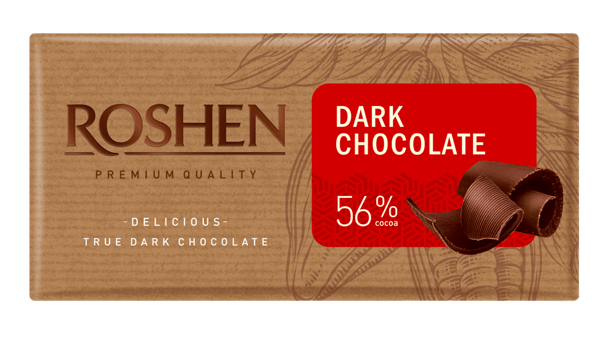 ROSHEN
PREMIUM QUALITY
-DELICIOUS-
TRUE DARK CHOCOLATE
DARK
CHOCOLATE
56%
cocoa